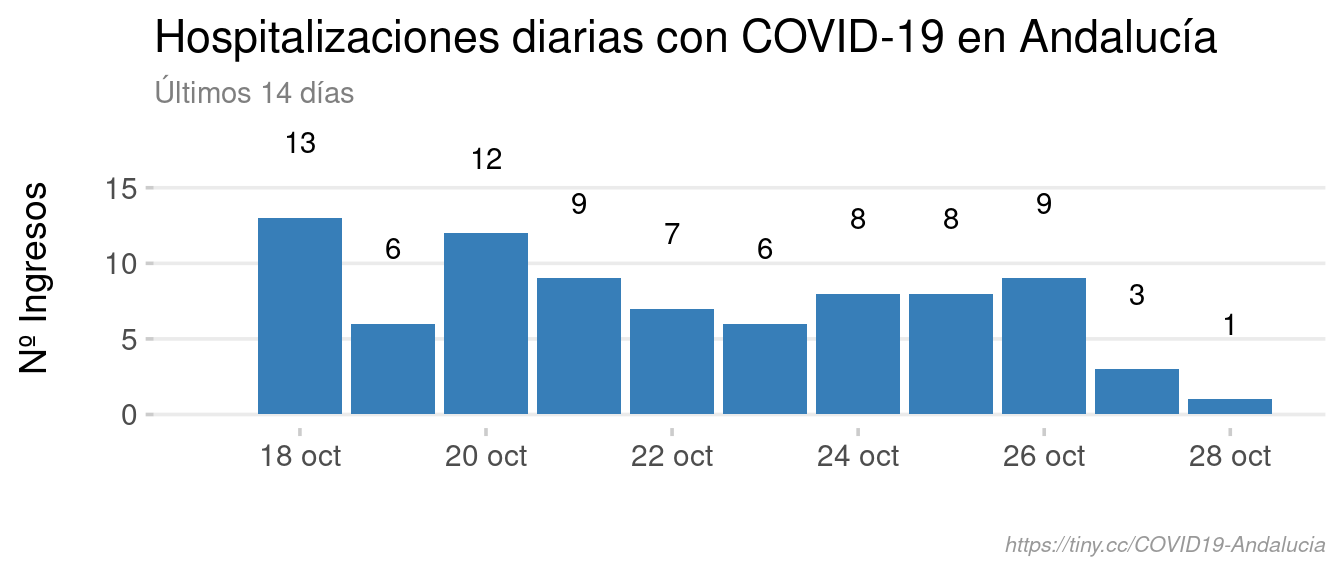 Hospitalizaciones diarias con COVID-19 en Andalucía
Últimos 14 días
13
6
12
9
7
6
8
8
9
3
1
Nº Ingresos
15
10
5
0
18 oct
20 oct
22 oct
24 oct
26 oct
28 oct
https://tiny.cc/COVID19-Andalucia